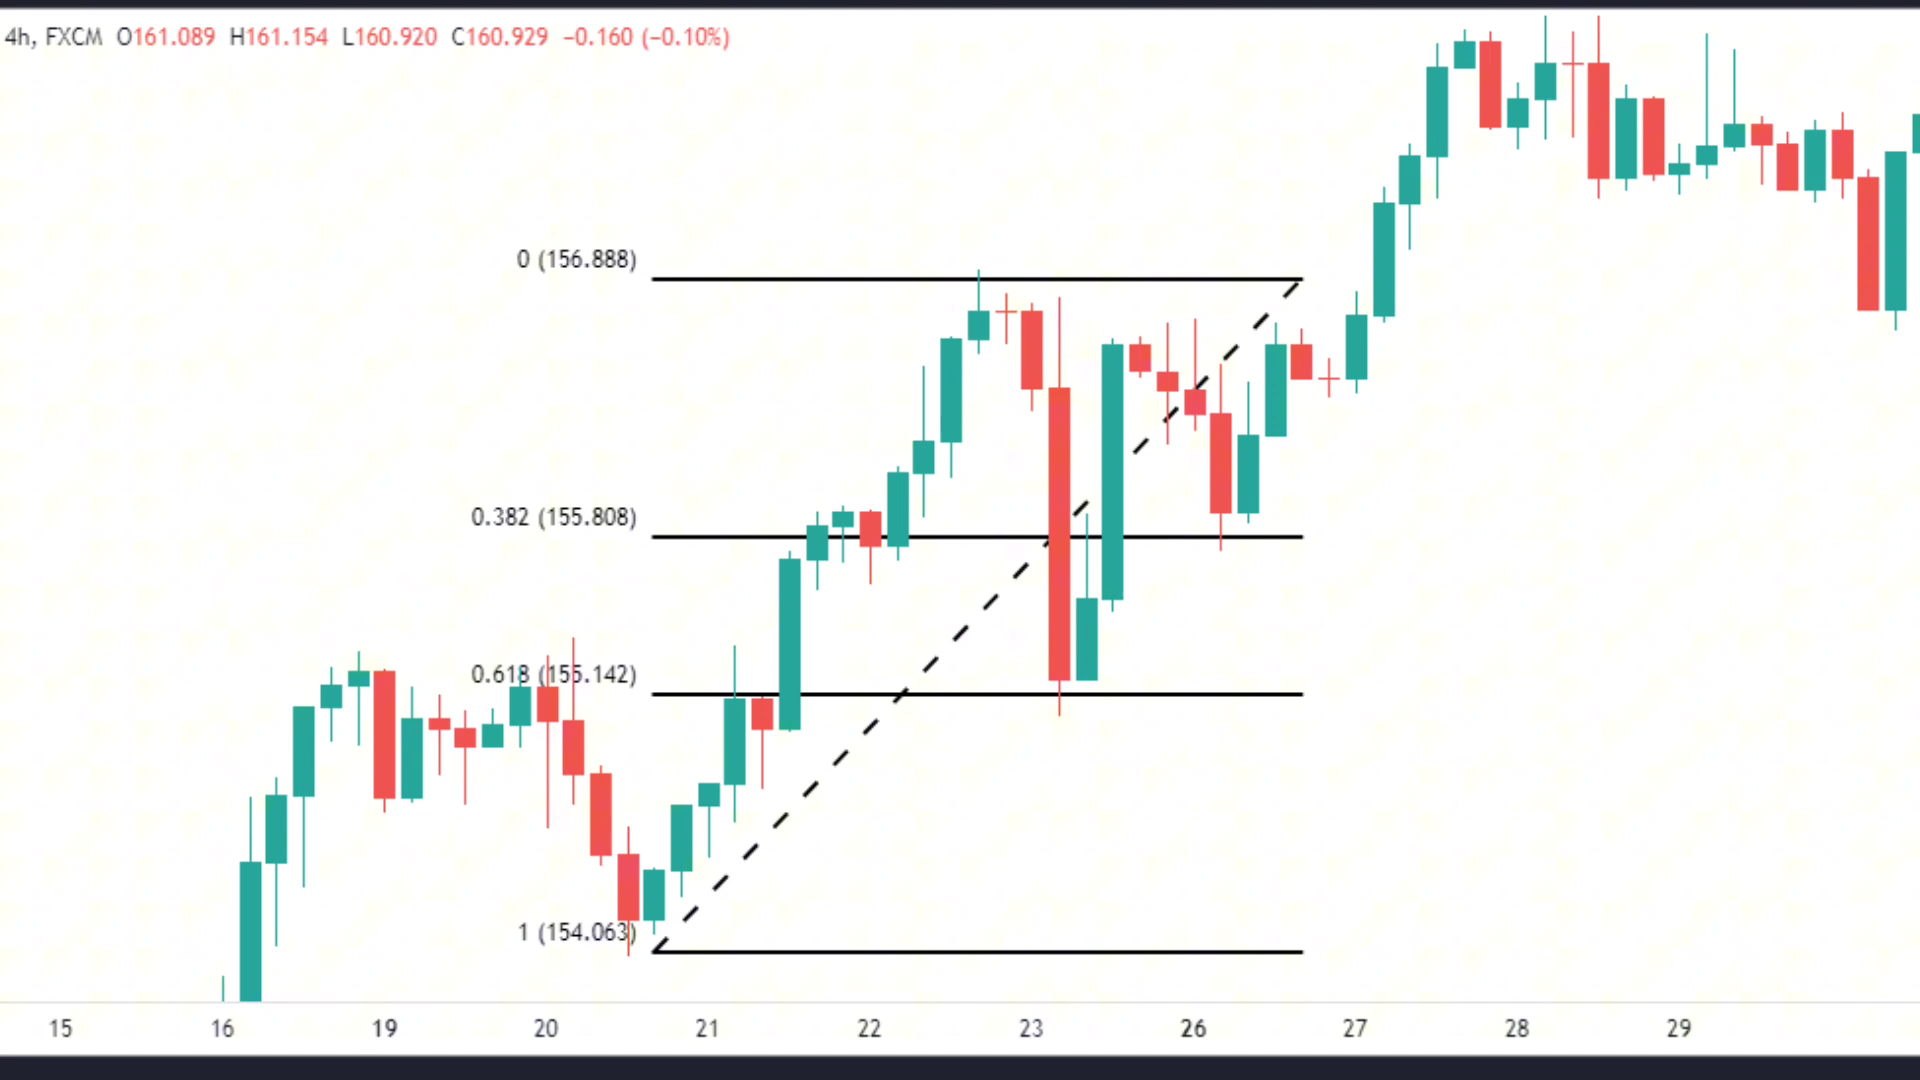 4h, FXCM O161.089 H161.154 L160.920 C160.929 −0.160 (−0.10%)
0 (156.888)
0.382 (155.808)
0.618 (155.142)
1 (154.063)
15 16 19 20 21 22 23 26 27 28 29